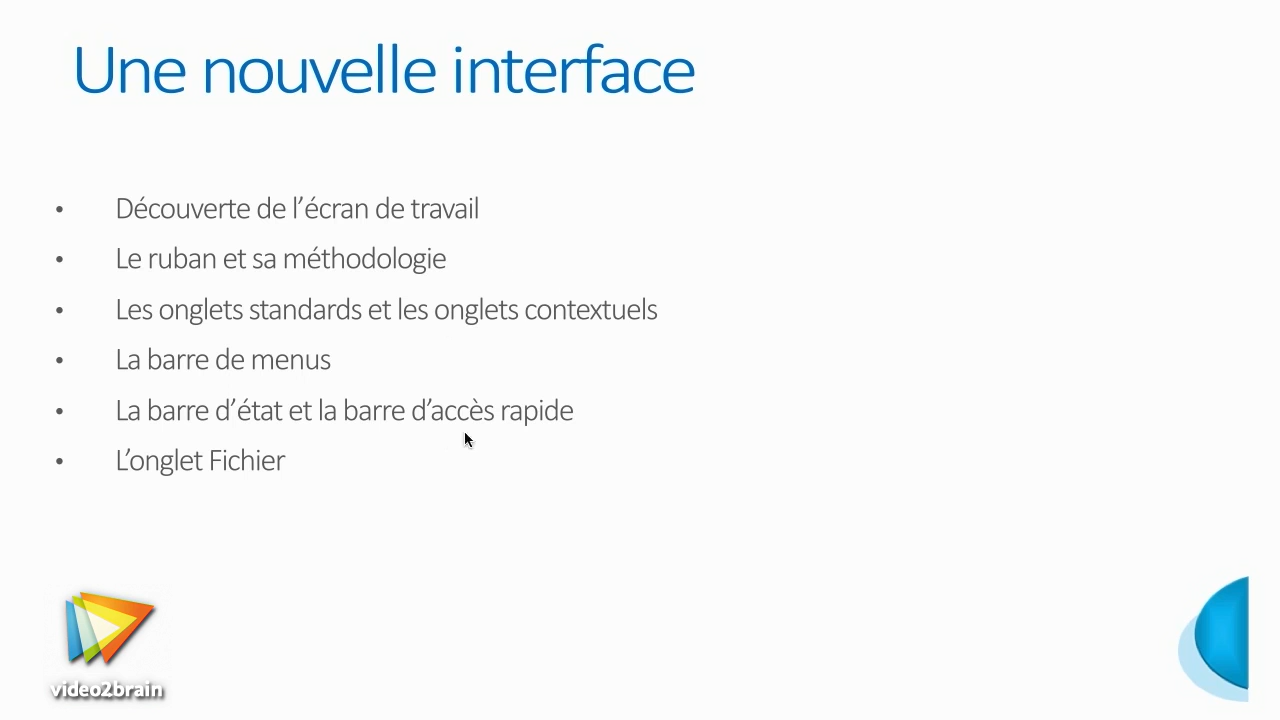 Une nouvelle interface
• Découverte de l’écran de travail
• Le ruban et sa méthodologie
• Les onglets standards et les onglets contextuels
• La barre de menus
• La barre d’état et la barre d’accès rapide
• L’onglet Fichier
video2brain